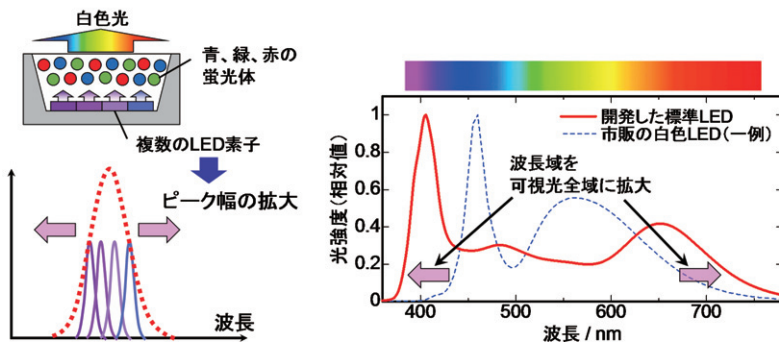 白色光
青、緑、赤の
蛍光体
複数のLED素子
ピーク幅の拡大
波長
開発した標準LED
市販の白色LED(一例)
波長域を
可視光全域に拡大
光強度(相対値)
1
0.8
0.6
0.4
0.2
0
400
500
600
700
波長 / nm